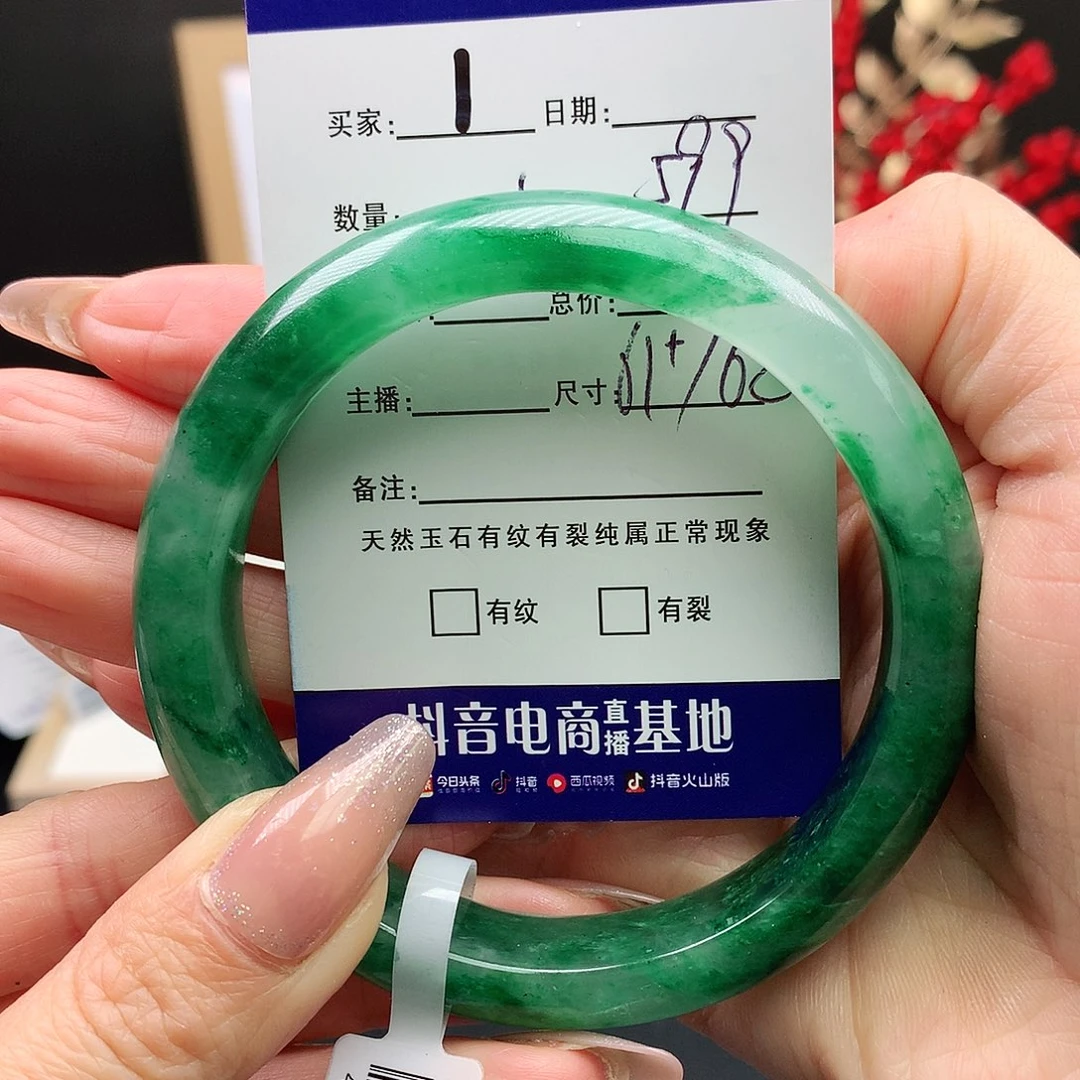 买家: 1 日期:
数量:
总价:
主播: 尺寸:
备注:
天然玉石有纹有裂纯属正常现象
有纹 有裂
抖音电商直播基地
今日头条 抖音 西瓜视频 抖音火山版